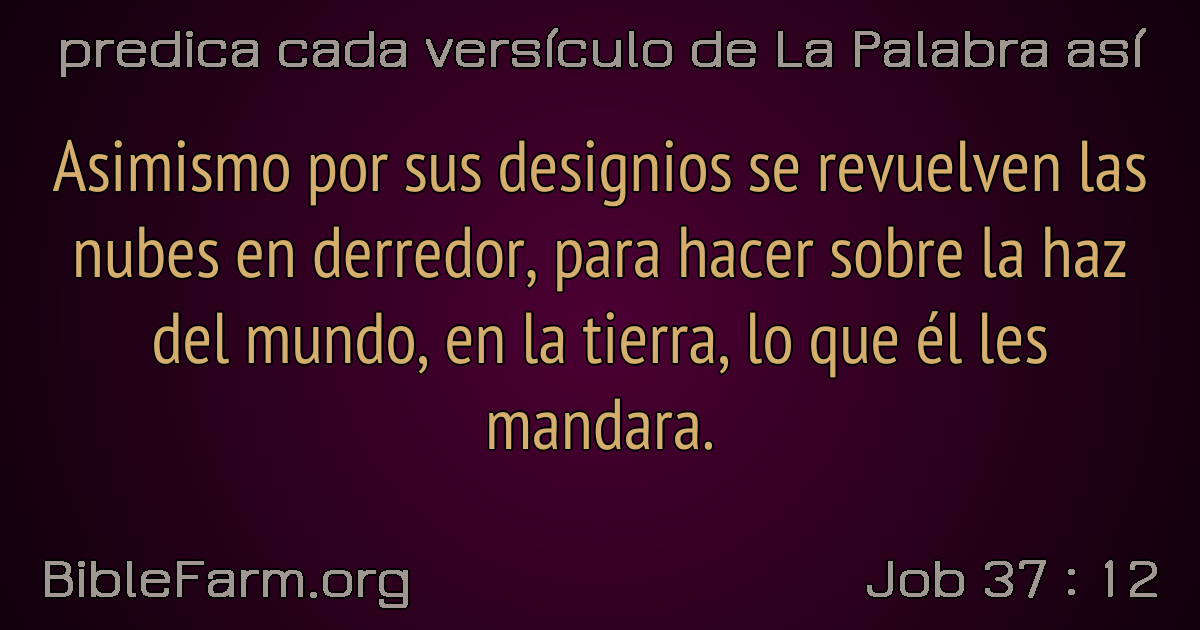 predica cada versículo de La Palabra así
Asimismo por sus designios se revuelven las
nubes en derredor, para hacer sobre la haz
del mundo, en la tierra, lo que él les
mandara.
BibleFarm.org
Job 37 : 12